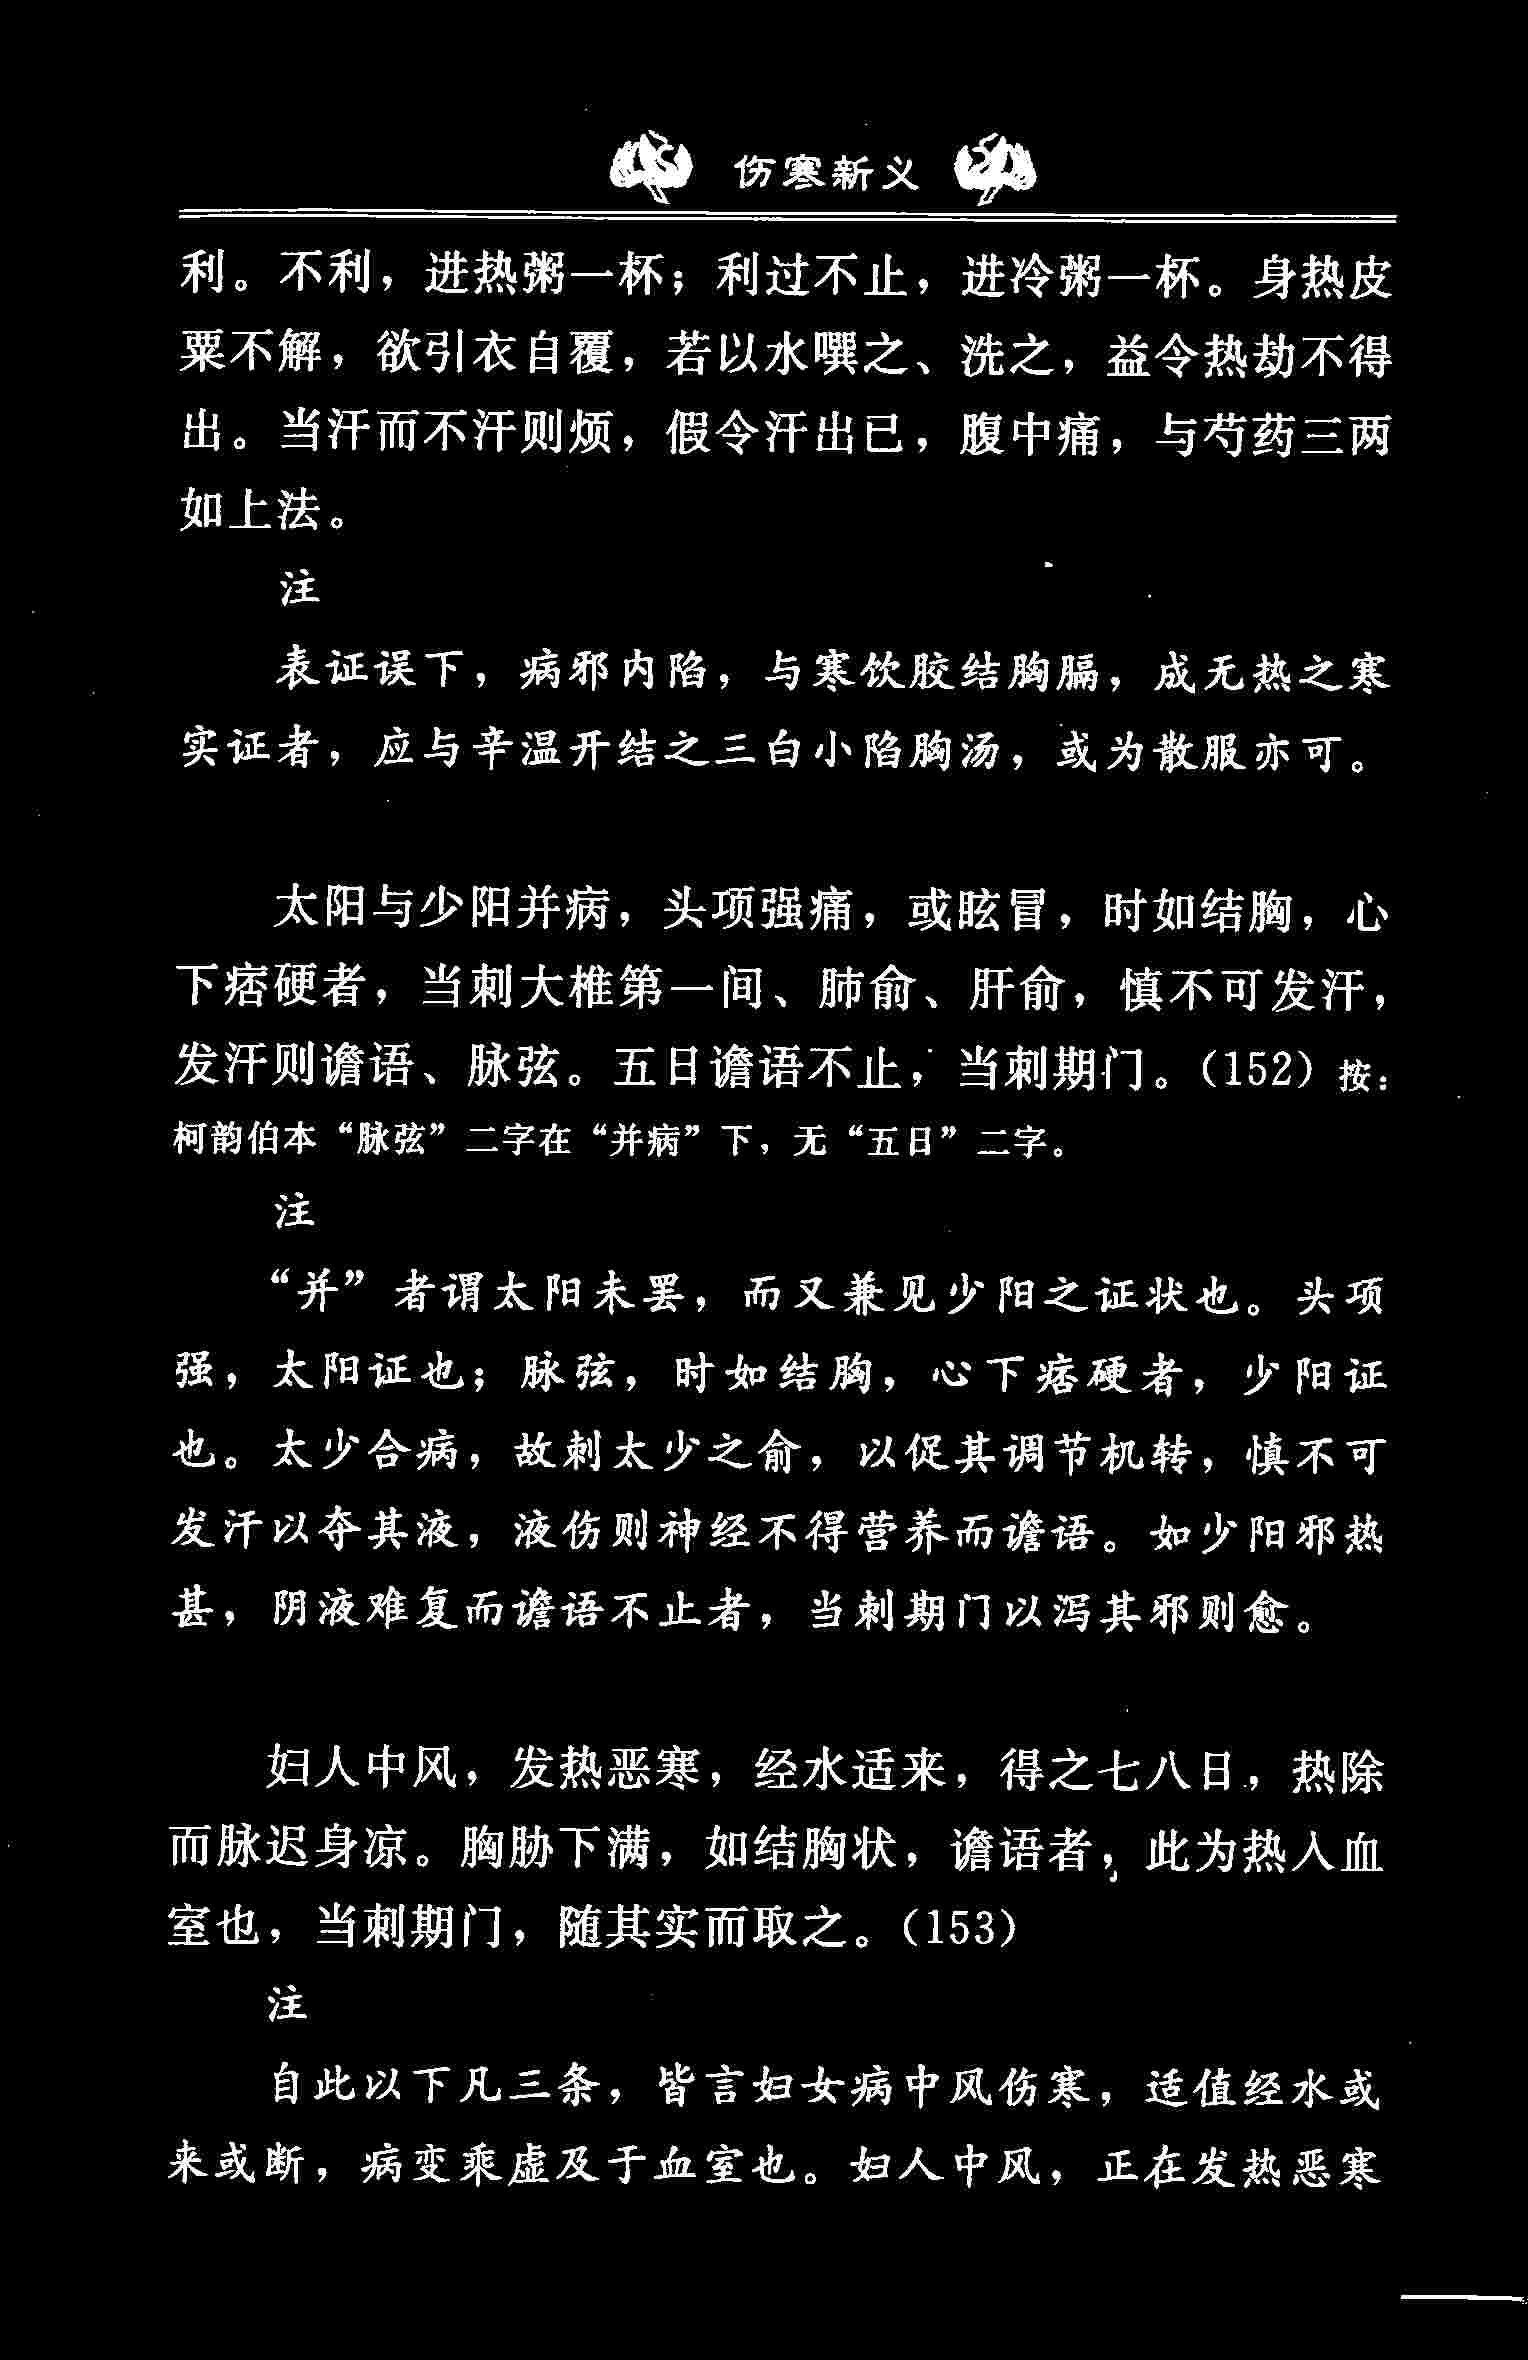 伤寒新义
利。不利，进热粥一杯；利过不止，进冷粥一杯。身热皮
粟不解，欲引衣自覆，若以水噀之、洗之，益令热劫不得
出。当汗而不汗则烦，假令汗出已，腹中痛，与芍药三两
如上法。
注
表证误下，病邪内陷，与寒饮胶结胸膈，成无热之寒
实证者，应与辛温开结之三白小陷胸汤，或为散服亦可。
太阳与少阳并病，头项强痛，或眩冒，时如结胸，心
下痞硬者，当刺大椎第一间、肺俞、肝俞，慎不可发汗，
发汗则谵语、脉弦。五日谵语不止，当刺期门。（152）按：
柯韵伯本“脉弦”二字在“并病”下，无“五日”二字。
注
“并”者谓太阳未罢，而又兼见少阳之证状也。头项
强，太阳证也；脉弦，时如结胸，心下痞硬者，少阳证
也。太少合病，故刺太少之俞，以促其调节机转，慎不可
发汗以夺其液，液伤则神经不得营养而谵语。如少阳邪热
甚，阴液难复而谵语不止者，当刺期门以泻其邪则愈。
妇人中风，发热恶寒，经水适来，得之七八日，热除
而脉迟身凉。胸胁下满，如结胸状，谵语者，此为热入血
室也，当刺期门，随其实而取之。（153）
注
自此以下凡三条，皆言妇女病中风伤寒，适值经水或
来或断，病变乘虚及于血室也。妇人中风，正在发热恶寒